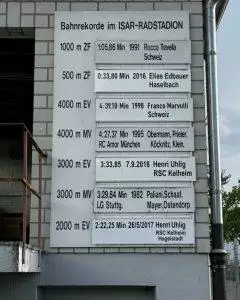 Bahnrekorde im ISAR-RADSTADION
1000 m ZF 1:05,86 Min 1991 Rocco Travella
Schweiz
500 m ZF 0:33,80 Min 2016 Elias Edbauer
Haselbach
4000 m EV 4:39,10 Min 1998 Franco Marvulli
Schweiz
4000 m MV 4:27,37 Min 1995 Obermann, Prieler,
RC Amor München Köcknitz, Klein.
3000 m EV 3:33,85 7.9.2018 Henri Uhlig
RSC Kelheim
3000 m MV 3:29,64 Min 1982 Paliani, Schaaf,
LG Stuttg. Mayer, Ostendorp
2000 m EV 2:22,25 Min 26/5/2017 Henri Uhlig
RSC Kelheim
Hagelstadt